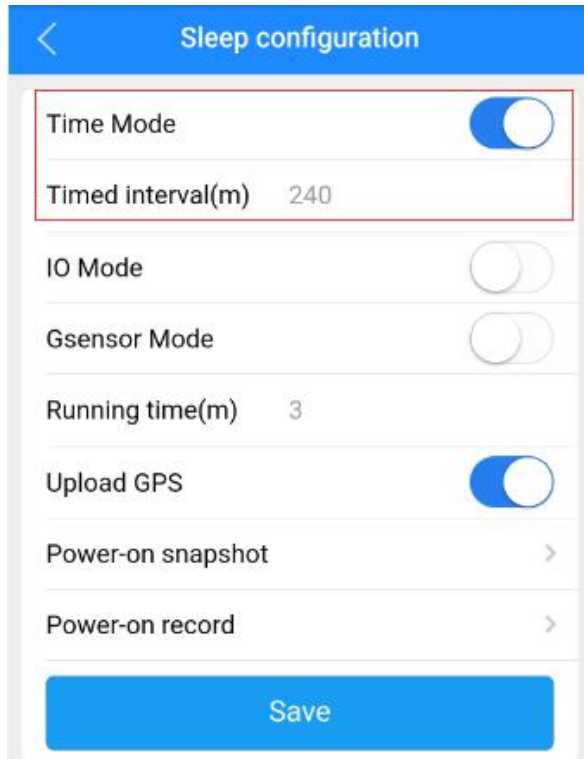 Sleep configuration
Time Mode
Timed interval(m) 240
IO Mode
Gsensor Mode
Running time(m) 3
Upload GPS
Power-on snapshot
Power-on record
Save